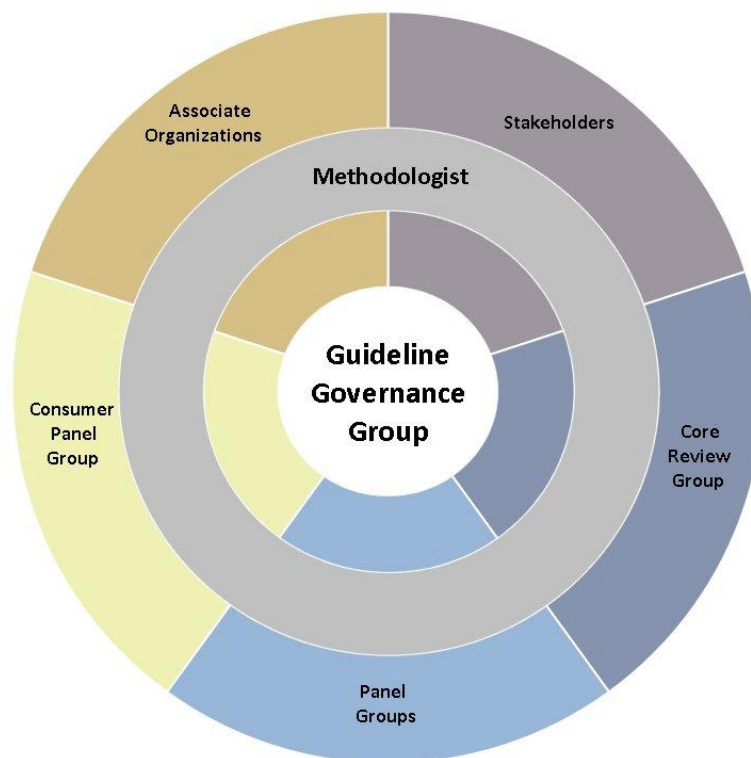 Associate
Organizations
Stakeholders
Methodologist
Guideline
Governance
Group
Consumer
Panel
Group
Core
Review
Group
Panel
Groups